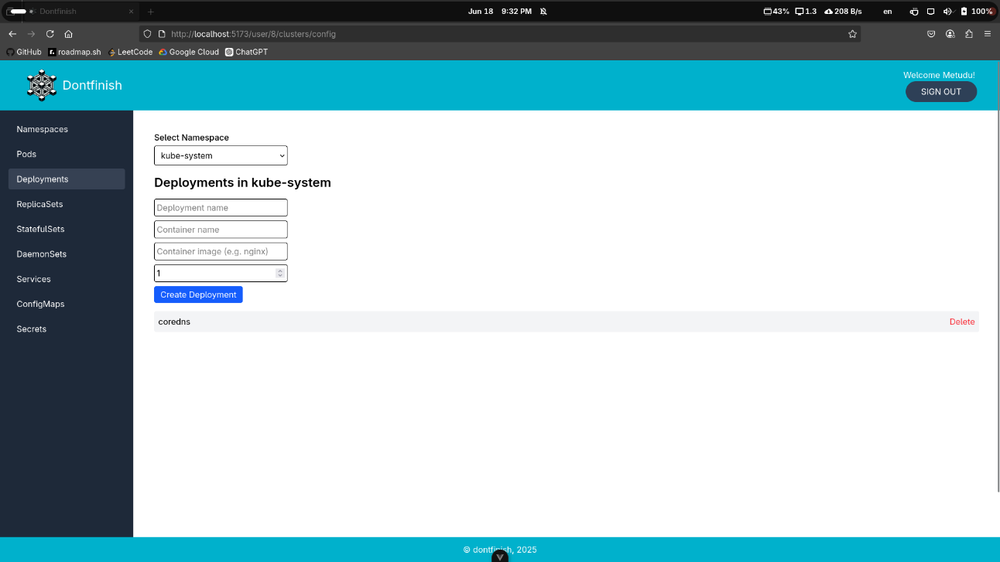 Dontfinish
Jun 18 9:32 PM
43% 1.3 208 B/s en 100%
http://localhost:5173/user/8/clusters/config
GitHub roadmap.sh LeetCode Google Cloud ChatGPT
Dontfinish
Welcome Metudu!
SIGN OUT
Namespaces
Pods
Deployments
ReplicaSets
StatefulSets
DaemonSets
Services
ConfigMaps
Secrets
Select Namespace
kube-system
Deployments in kube-system
Deployment name
Container name
Container image (e.g. nginx)
1
Create Deployment
coredns Delete
© dontfinish, 2025